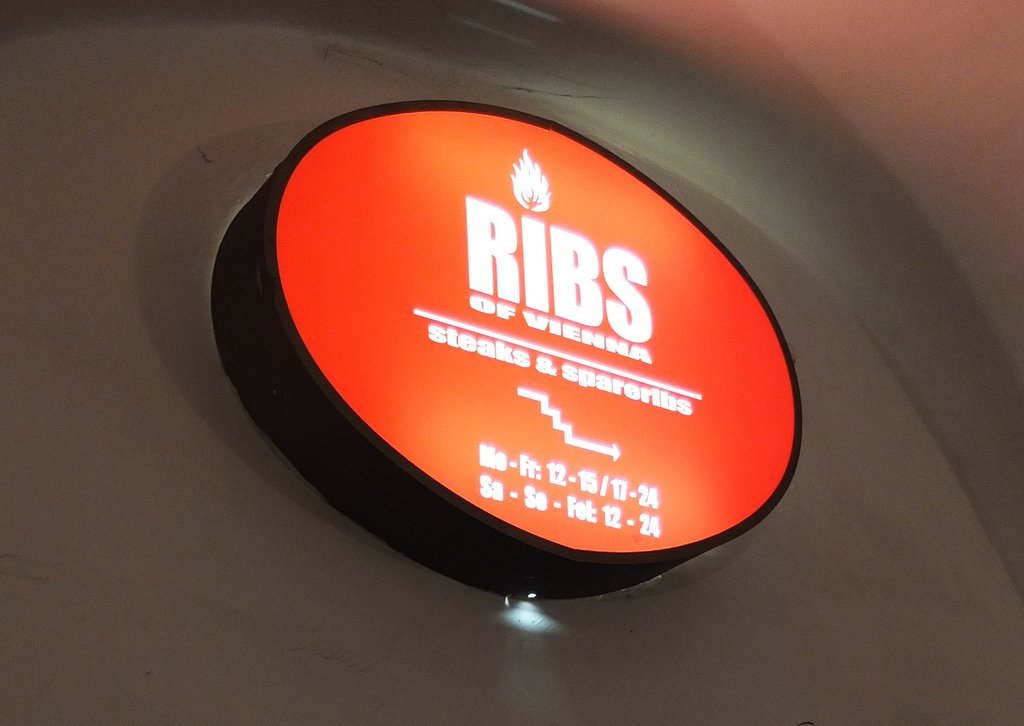 RIBS
OF VIENNA
steaks & spareribs
Mo - Fr: 12 - 15 / 17 - 24
Sa - So - Fei: 12 - 24